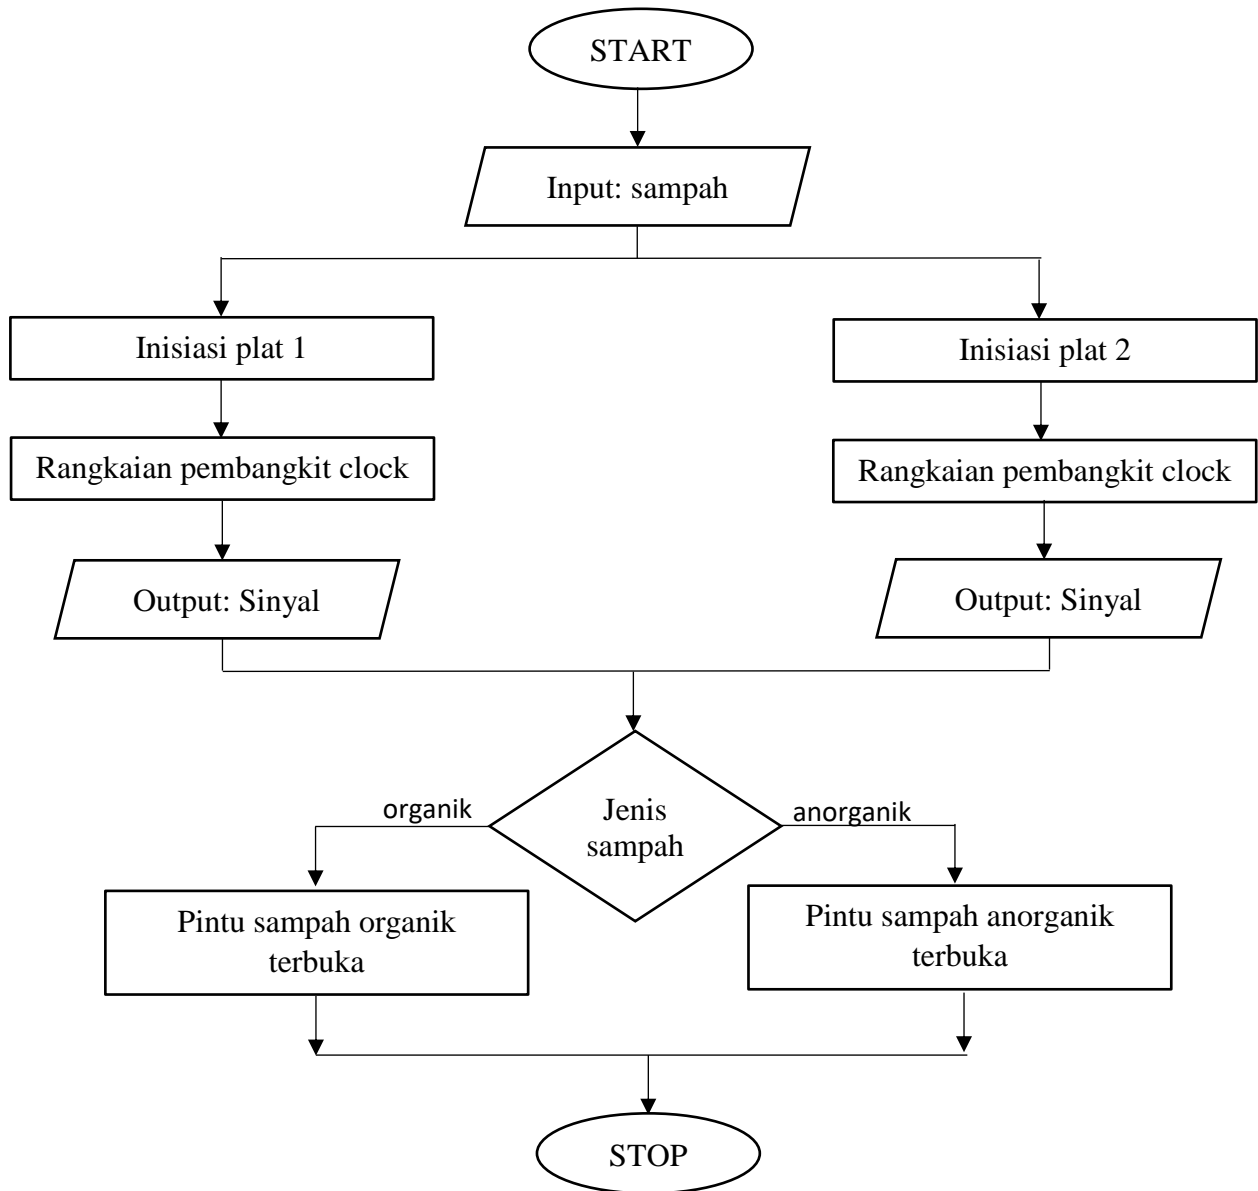 START
Input: sampah
Inisiasi plat 1
Inisiasi plat 2
Rangkaian pembangkit clock
Rangkaian pembangkit clock
Output: Sinyal
Output: Sinyal
organik
Jenis
sampah
anorganik
Pintu sampah organik
terbuka
Pintu sampah anorganik
terbuka
STOP